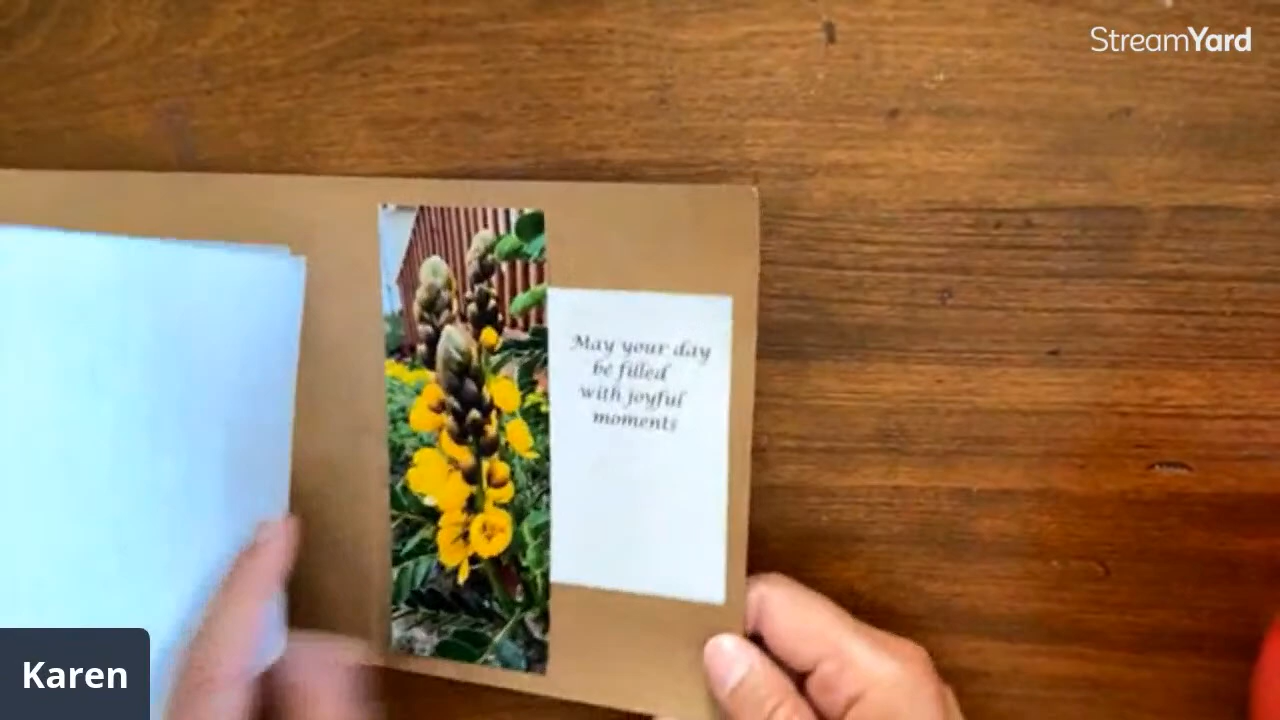 StreamYard
May your day
be filled
with joyful
moments
Karen